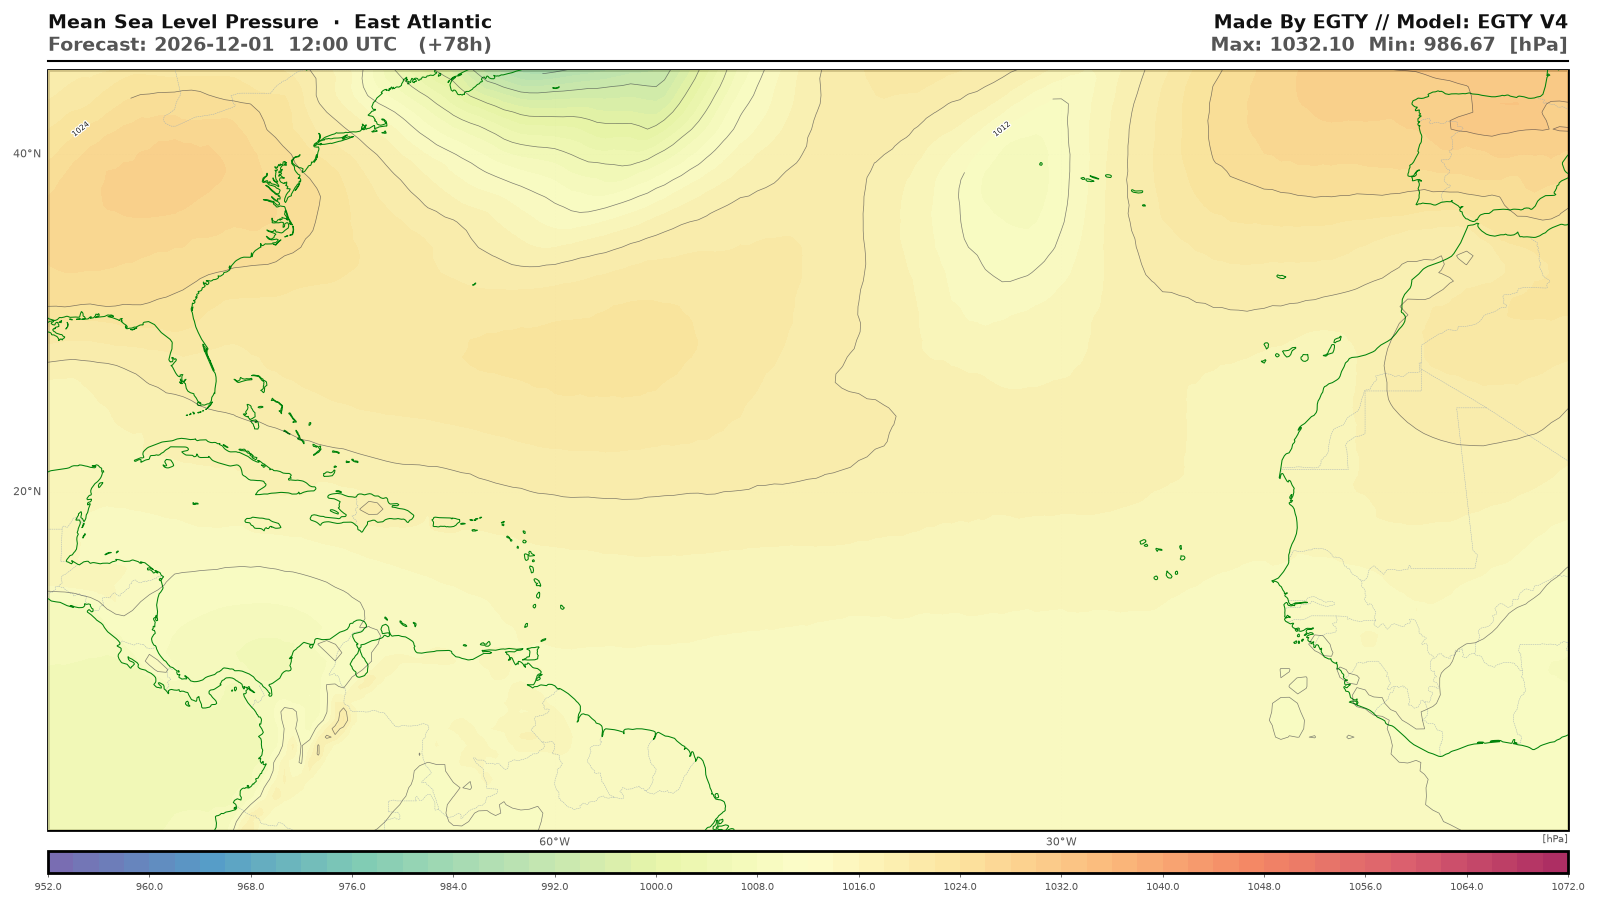 Mean Sea Level Pressure · East Atlantic
Made By EGTY // Model: EGTY V4
Forecast: 2026-12-01 12:00 UTC (+78h)
Max: 1032.10 Min: 986.67 [hPa]
1024
1012
40°N
20°N
60°W
30°W
[hPa]
952.0
960.0
968.0
976.0
984.0
992.0
1000.0
1008.0
1016.0
1024.0
1032.0
1040.0
1048.0
1056.0
1064.0
1072.0